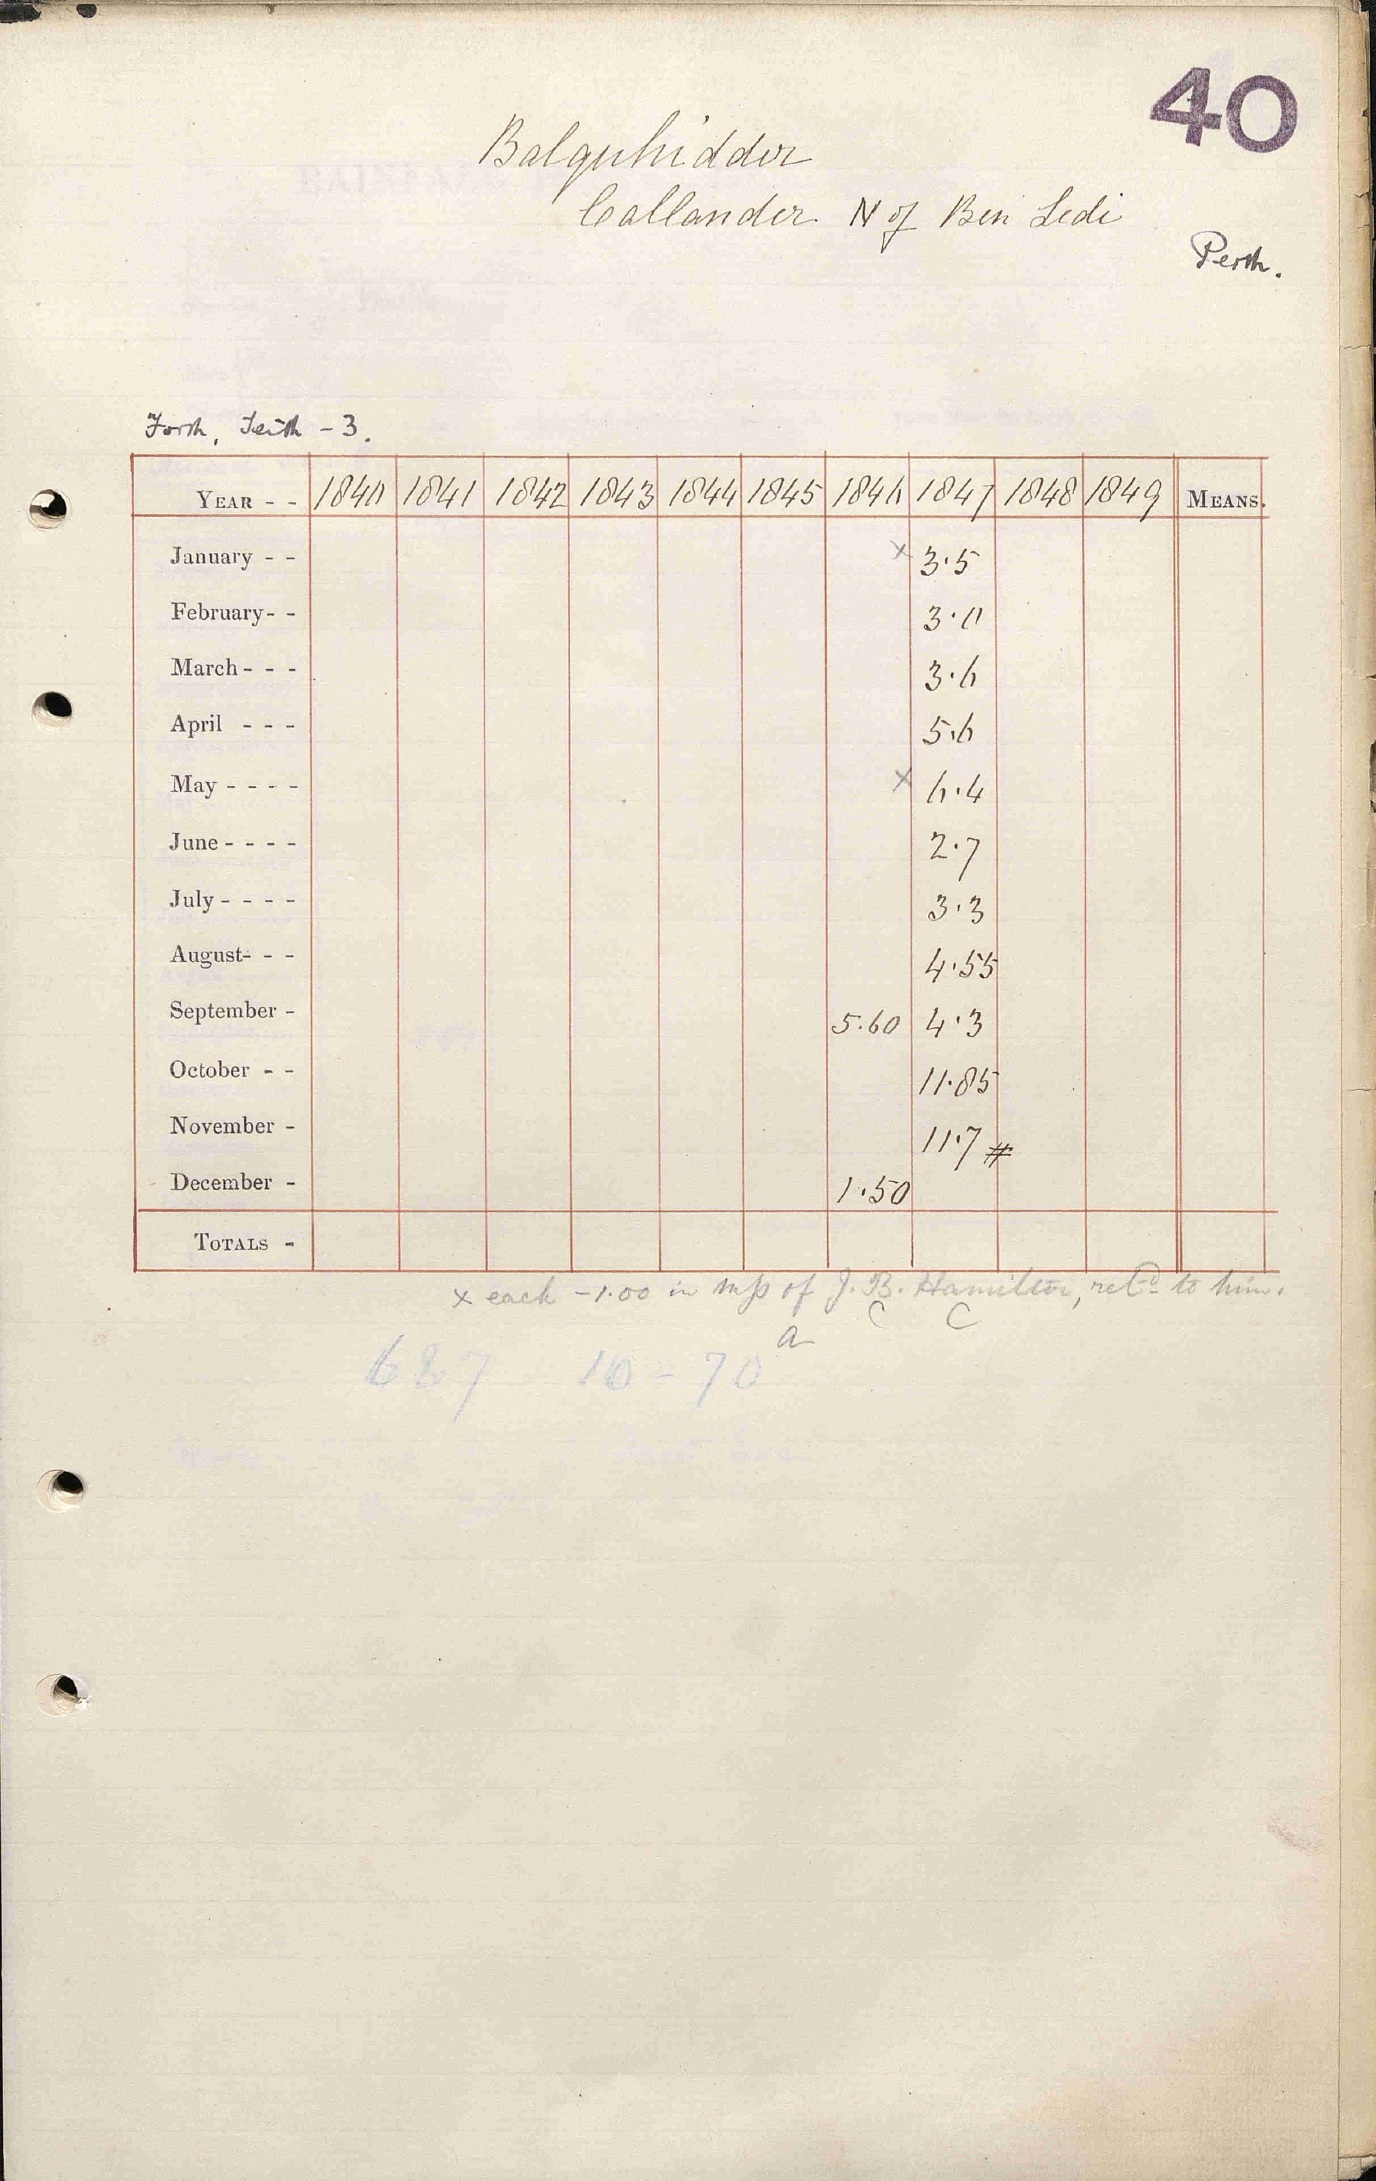 40
Balquhidder
Callander N of Ben Ledi
Perth.
Forth, Teith - 3.
YEAR - - 1840 1841 1842 1843 1844 1845 1846 1847 1848 1849 MEANS.
January - - x 3.5
February - - 3.0
March - - - 3.6
April - - - 5.6
May - - - - x 6.4
June - - - - 2.7
July - - - - 3.3
August - - - 4.55
September - 5.60 4.3
October - - 11.85
November - 11.7 #
December - 1.50
TOTALS -
x each - 1.00 in mss of J. B. Hamilton, retd to him.
C C
a
627 10 - 70